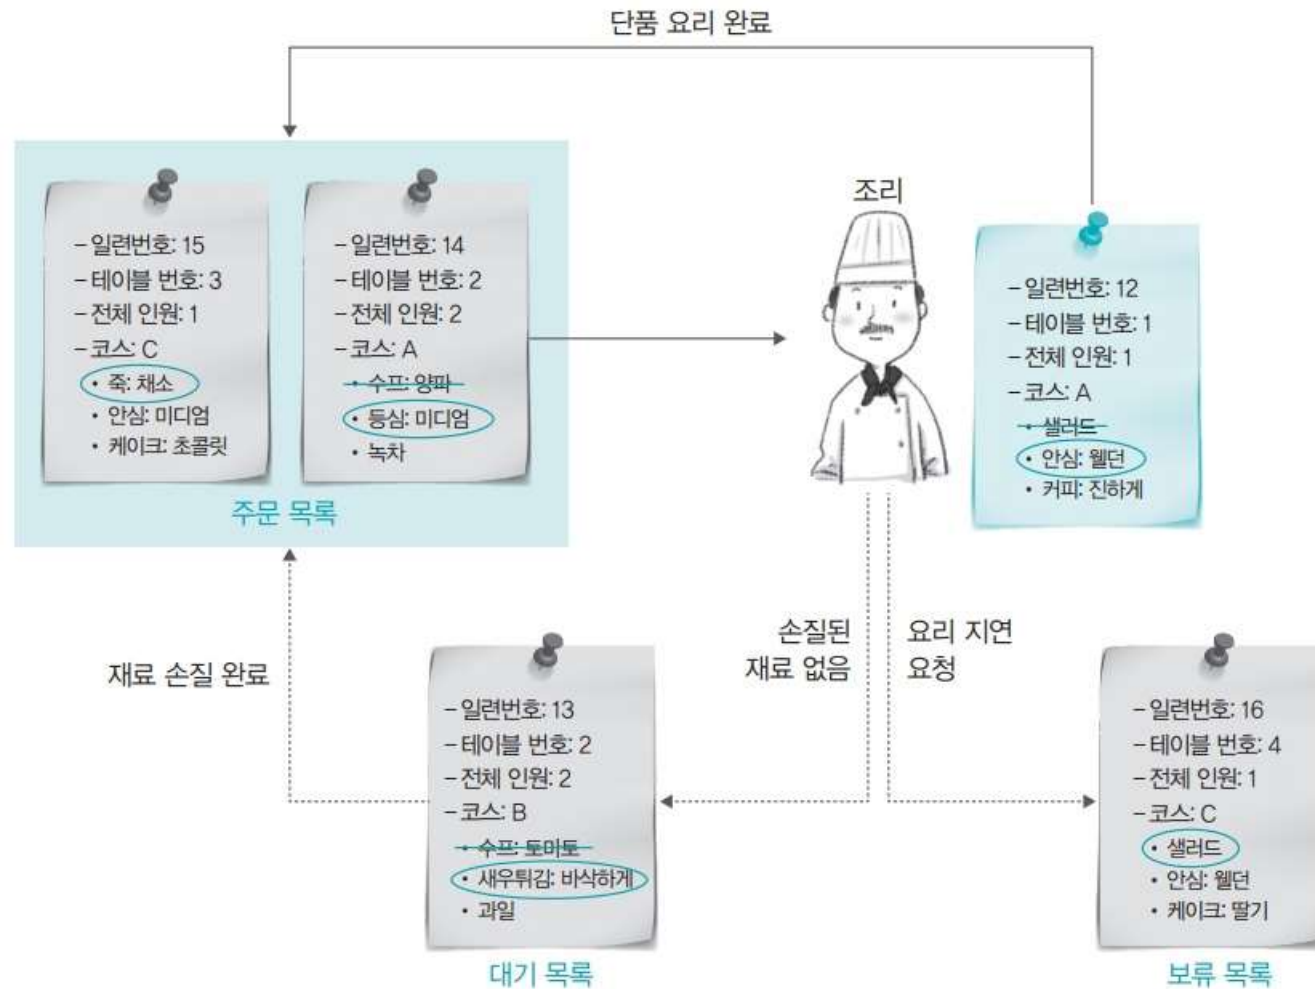 단품 요리 완료
조리
– 일련번호: 15
– 테이블 번호: 3
– 전체 인원: 1
– 코스: C
• 죽: 채소
• 안심: 미디엄
• 케이크: 초콜릿
– 일련번호: 14
– 테이블 번호: 2
– 전체 인원: 2
– 코스: A
• 수프: 양파
• 등심: 미디엄
• 녹차
주문 목록
– 일련번호: 12
– 테이블 번호: 1
– 전체 인원: 1
– 코스: A
• 샐러드
• 안심: 웰던
• 커피: 진하게
재료 손질 완료
손질된
재료 없음
요리 지연
요청
– 일련번호: 13
– 테이블 번호: 2
– 전체 인원: 2
– 코스: B
• 수프: 토마토
• 새우튀김: 바삭하게
• 과일
대기 목록
– 일련번호: 16
– 테이블 번호: 4
– 전체 인원: 1
– 코스: C
• 샐러드
• 안심: 웰던
• 케이크: 딸기
보류 목록